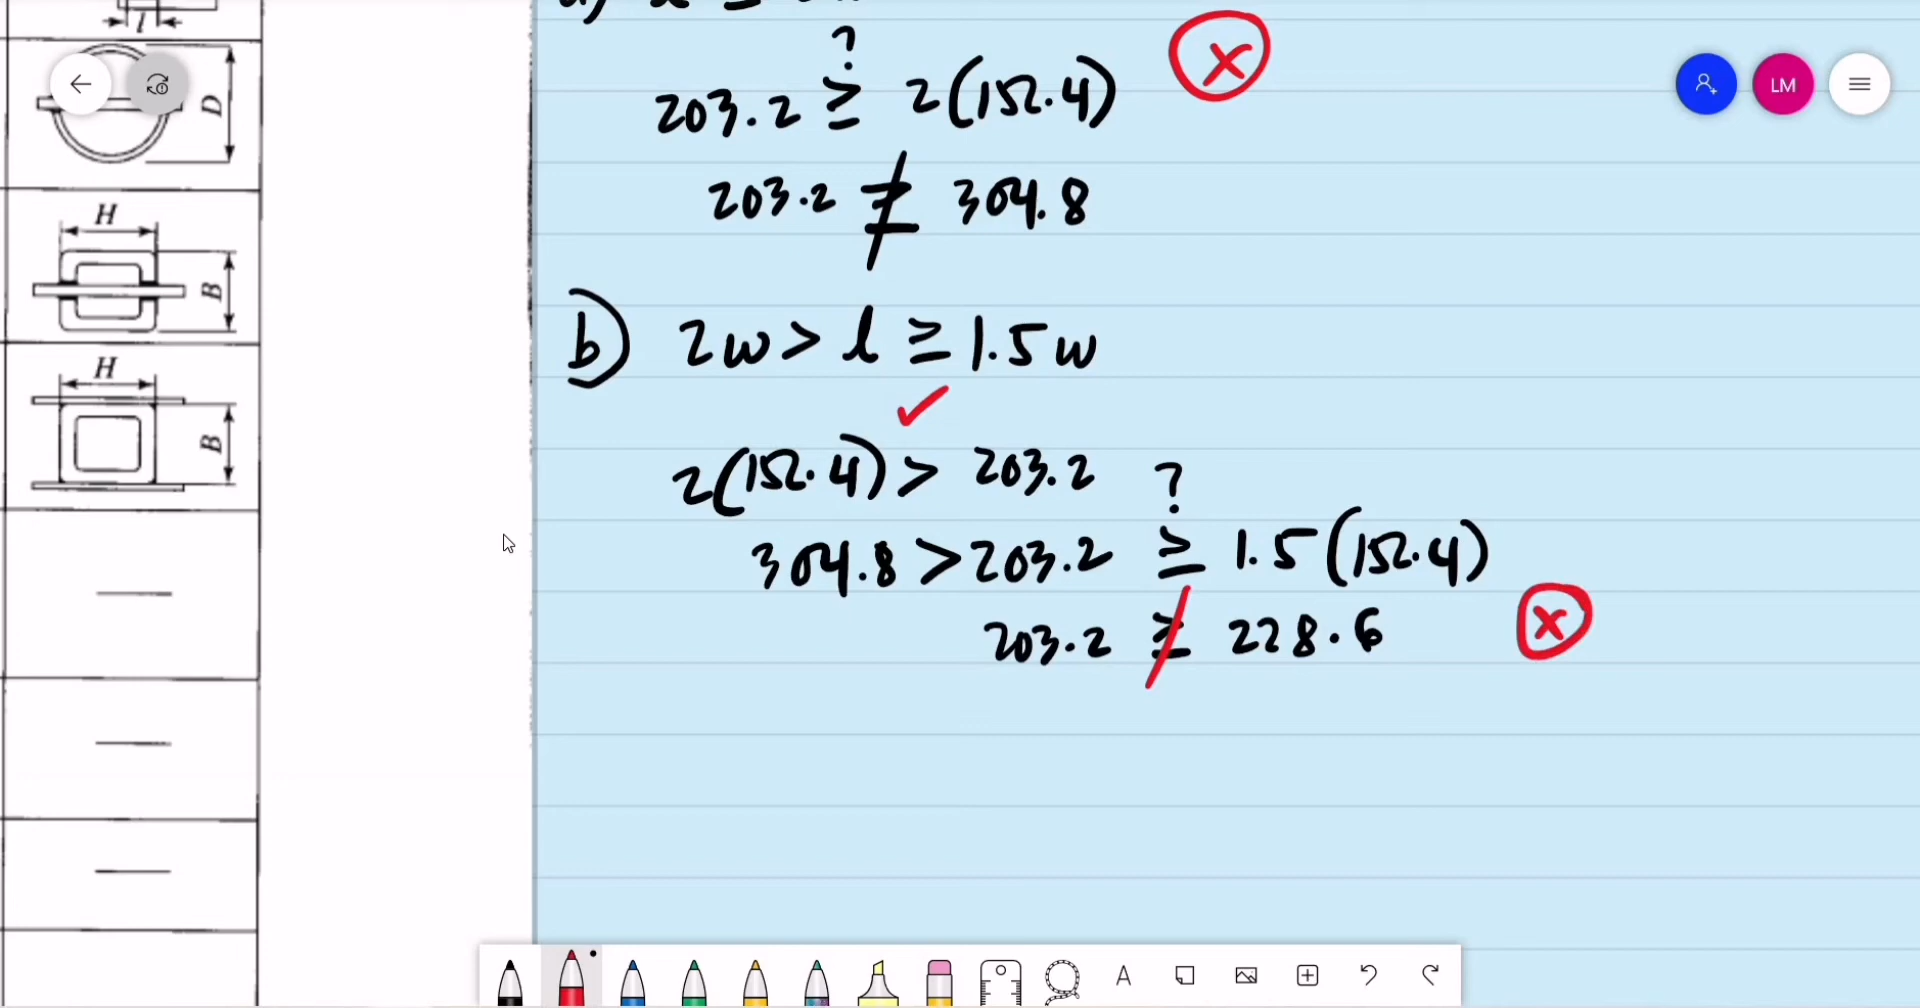 l
D
H
B
H
B
?
203.2 ≥ 2(152.4) X
203.2 ≱ 304.8
b) 2w > l ≥ 1.5w
✓
2(152.4) > 203.2 ?
304.8 > 203.2 ≥ 1.5(152.4)
203.2 ≱ 228.6 X
LM
A